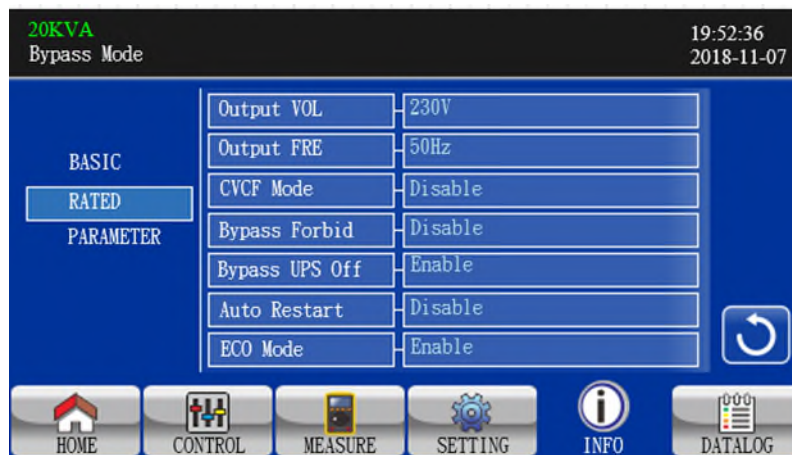 20KVA
Bypass Mode
19:52:36
2018-11-07
BASIC
RATED
PARAMETER
Output VOL 230V
Output FRE 50Hz
CVCF Mode Disable
Bypass Forbid Disable
Bypass UPS Off Enable
Auto Restart Disable
ECO Mode Enable
HOME CONTROL MEASURE SETTING INFO DATALOG